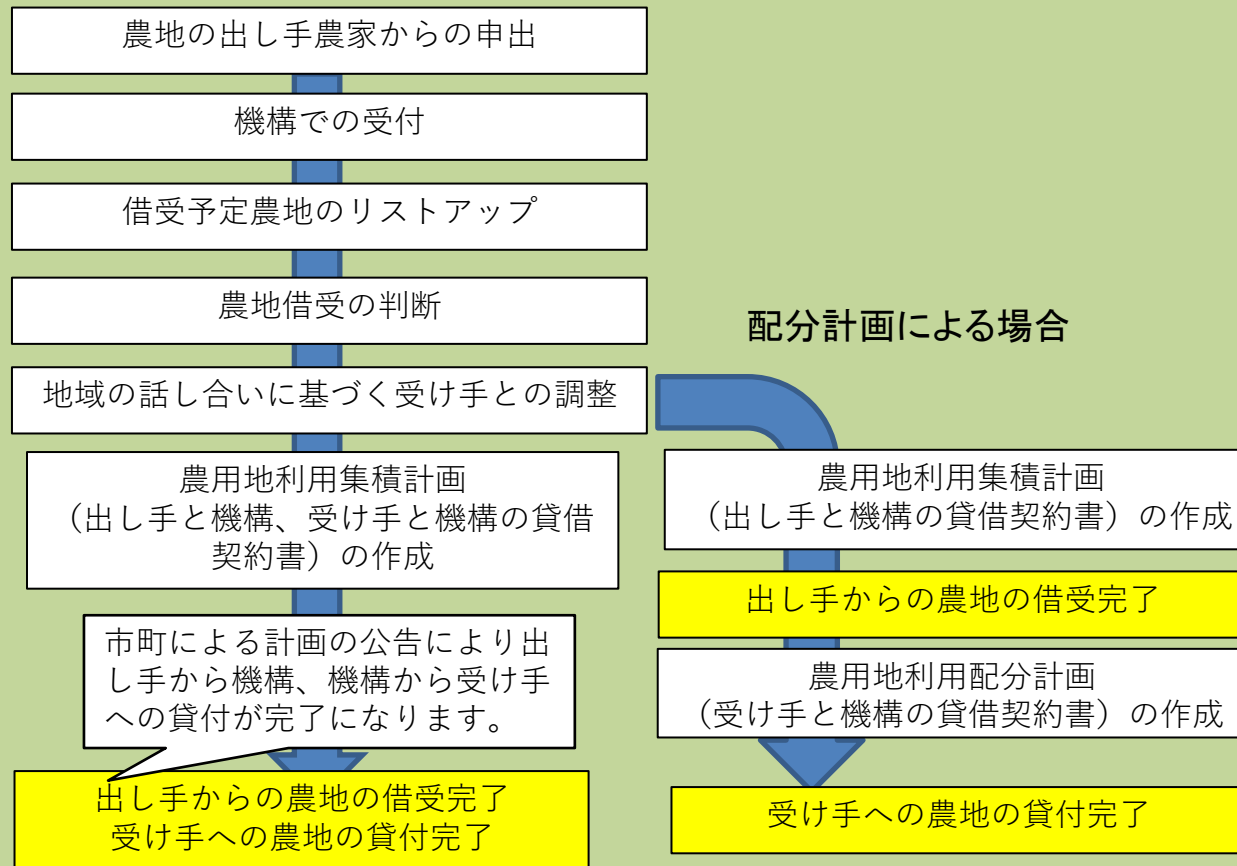 農地の出し手農家からの申出
機構での受付
借受予定農地のリストアップ
農地借受の判断
地域の話し合いに基づく受け手との調整
農用地利用集積計画
（出し手と機構、受け手と機構の貸借
契約書）の作成
市町による計画の公告により出
し手から機構、機構から受け手
への貸付が完了になります。
出し手からの農地の借受完了
受け手への農地の貸付完了
配分計画による場合
農用地利用集積計画
（出し手と機構の貸借契約書）の作成
出し手からの農地の借受完了
農用地利用配分計画
（受け手と機構の貸借契約書）の作成
受け手への農地の貸付完了